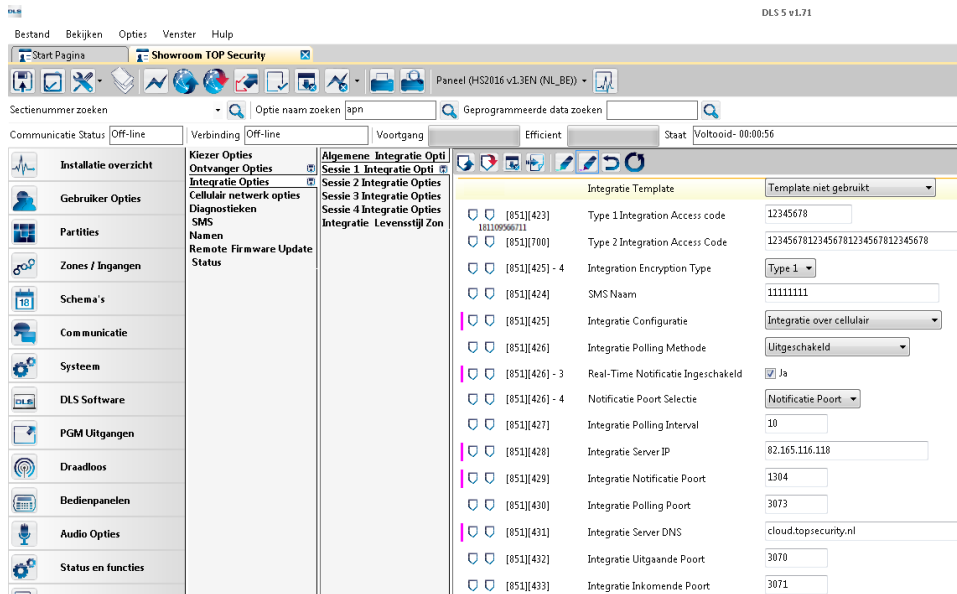 DLS
DLS 5 v1.71
Bestand Bekijken Opties Venster Hulp
Start Pagina Showroom TOP Security
Paneel (HS2016 v1.3EN (NL_BE))
Sectienummer zoeken Optie naam zoeken apn Geprogrammeerde data zoeken
Communicatie Status Off-line Verbinding Off-line Voortgang Efficient Staat Voltooid- 00:00:56
Installatie overzicht
Gebruiker Opties
Partities
Zones / Ingangen
18 Schema's
Communicatie
Systeem
DLS DLS Software
PGM Uitgangen
Draadloos
Bedienpanelen
Audio Opties
Status en functies
Kiezer Opties
Ontvanger Opties
Integratie Opties
Cellulair netwerk opties
Diagnostieken
SMS
Namen
Remote Firmware Update
Status
Algemene Integratie Opti
Sessie 1 Integratie Opti
Sessie 2 Integratie Opties
Sessie 3 Integratie Opties
Sessie 4 Integratie Opties
Integratie Levensstijl Zon
Integratie Template Template niet gebruikt
[851][423] Type 1 Integration Access code 12345678
181109566711
[851][700] Type 2 Integration Access Code 12345678123456781234567812345678
[851][425] - 4 Integration Encryption Type Type 1
[851][424] SMS Naam 11111111
[851][425] Integratie Configuratie Integratie over cellulair
[851][426] Integratie Polling Methode Uitgeschakeld
[851][426] - 3 Real-Time Notificatie Ingeschakeld Ja
[851][426] - 4 Notificatie Poort Selectie Notificatie Poort
[851][427] Integratie Polling Interval 10
[851][428] Integratie Server IP 82.165.116.118
[851][429] Integratie Notificatie Poort 1304
[851][430] Integratie Polling Poort 3073
[851][431] Integratie Server DNS cloud.topsecurity.nl
[851][432] Integratie Uitgaande Poort 3070
[851][433] Integratie Inkomende Poort 3071